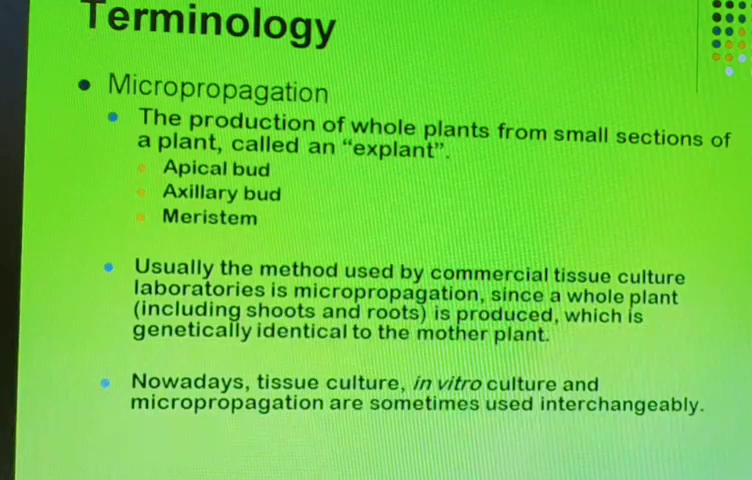 Terminology
Micropropagation
The production of whole plants from small sections of
a plant, called an “explant”.
Apical bud
Axillary bud
Meristem
Usually the method used by commercial tissue culture
laboratories is micropropagation, since a whole plant
(including shoots and roots) is produced, which is
genetically identical to the mother plant.
Nowadays, tissue culture, in vitro culture and
micropropagation are sometimes used interchangeably.